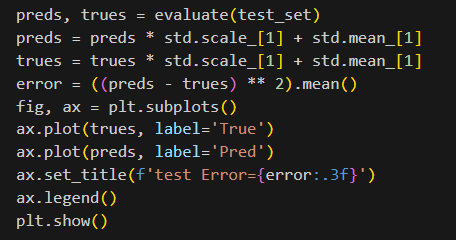 preds, trues = evaluate(test_set)
preds = preds * std.scale_[1] + std.mean_[1]
trues = trues * std.scale_[1] + std.mean_[1]
error = ((preds - trues) ** 2).mean()
fig, ax = plt.subplots()
ax.plot(trues, label='True')
ax.plot(preds, label='Pred')
ax.set_title(f'test Error={error:.3f}')
ax.legend()
plt.show()